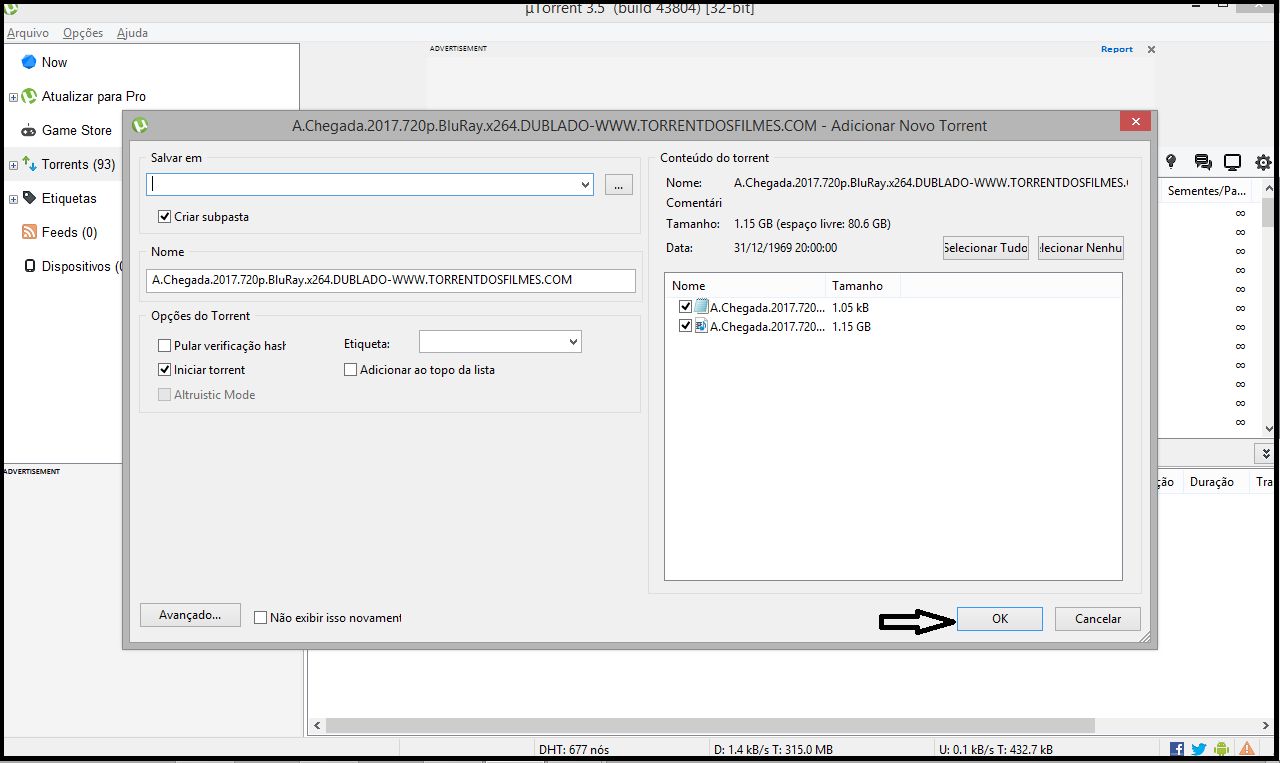 µTorrent 3.5 (build 43804) [32-bit]
Arquivo Opções Ajuda
ADVERTISEMENT
Report
Now
Atualizar para Pro
Game Store
Torrents (93)
Etiquetas
Feeds (0)
Dispositivos (
ADVERTISEMENT
A.Chegada.2017.720p.BluRay.x264.DUBLADO-WWW.TORRENTDOSFILMES.COM - Adicionar Novo Torrent
Salvar em
...
Criar subpasta
Nome
A.Chegada.2017.720p.BluRay.x264.DUBLADO-WWW.TORRENTDOSFILMES.COM
Opções do Torrent
Pular verificação hash
Etiqueta:
Iniciar torrent
Adicionar ao topo da lista
Altruistic Mode
Avançado...
Não exibir isso novament
Conteúdo do torrent
Nome: A.Chegada.2017.720p.BluRay.x264.DUBLADO-WWW.TORRENTDOSFILMES.(
Comentári
Tamanho: 1.15 GB (espaço livre: 80.6 GB)
Data: 31/12/1969 20:00:00
Selecionar Tudo
elecionar Nenhu
Nome Tamanho
A.Chegada.2017.720... 1.05 kB
A.Chegada.2017.720... 1.15 GB
OK
Cancelar
Sementes/Pa...
∞
∞
∞
∞
∞
∞
∞
∞
∞
∞
∞
∞
ção Duração Tra
DHT: 677 nós
D: 1.4 kB/s T: 315.0 MB
U: 0.1 kB/s T: 432.7 kB